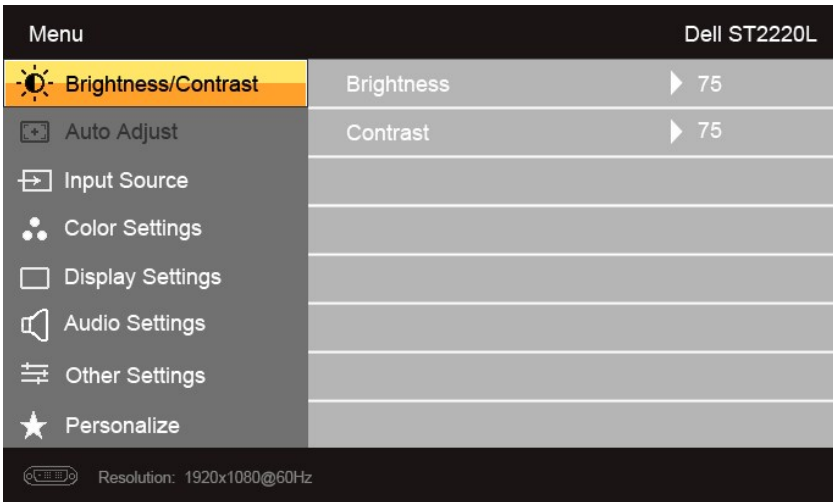 Menu Dell ST2220L
Brightness/Contrast Brightness 75
Auto Adjust Contrast 75
Input Source
Color Settings
Display Settings
Audio Settings
Other Settings
Personalize
Resolution: 1920x1080@60Hz